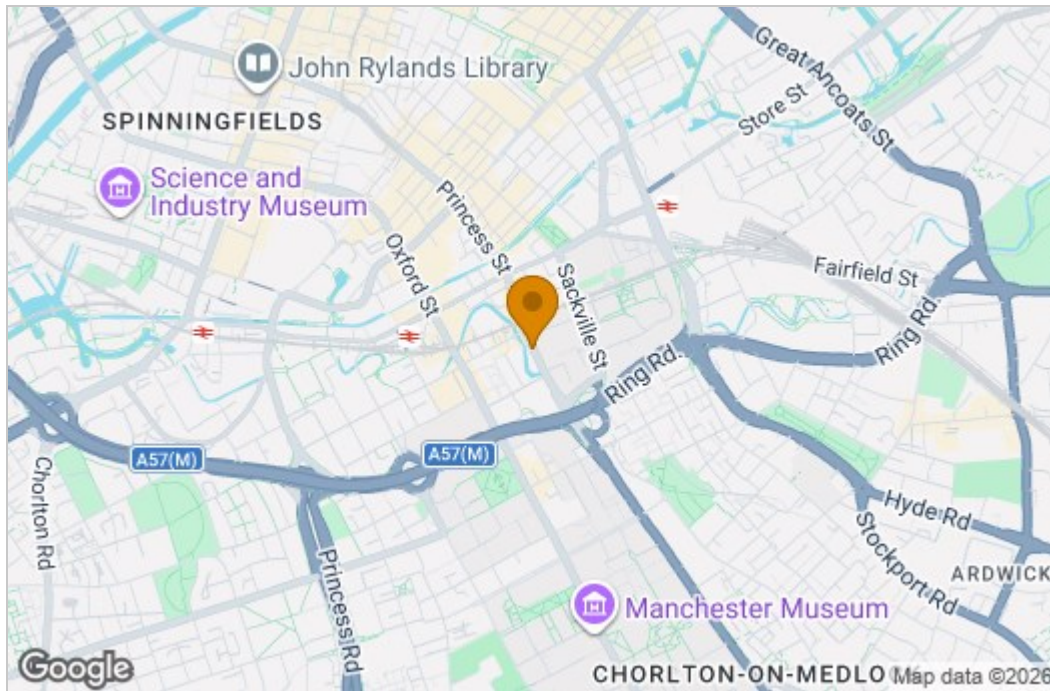 Great Ancoats St
John Rylands Library
Store St
SPINNINGFIELDS
Science and
Industry Museum
Princess St
Oxford St
Sackville St
Fairfield St
Ring Rd.
Ring Rd.
A57(M)
A57(M)
Chorlton Rd
Princess Rd
Hyde Rd
Stockport Rd
ARDWICK
Manchester Museum
Google
CHORLTON-ON-MEDLO
Map data ©2026